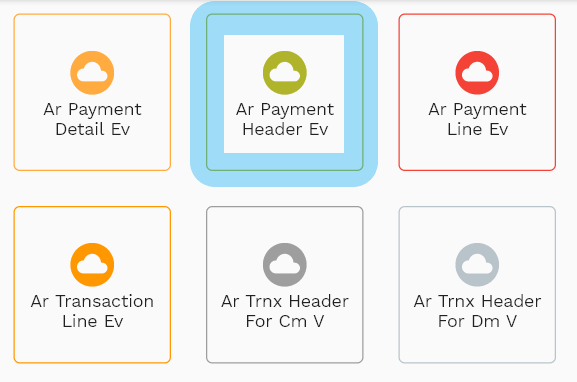 Ar Payment
Detail Ev
Ar Payment
Header Ev
Ar Payment
Line Ev
Ar Transaction
Line Ev
Ar Trnx Header
For Cm V
Ar Trnx Header
For Dm V